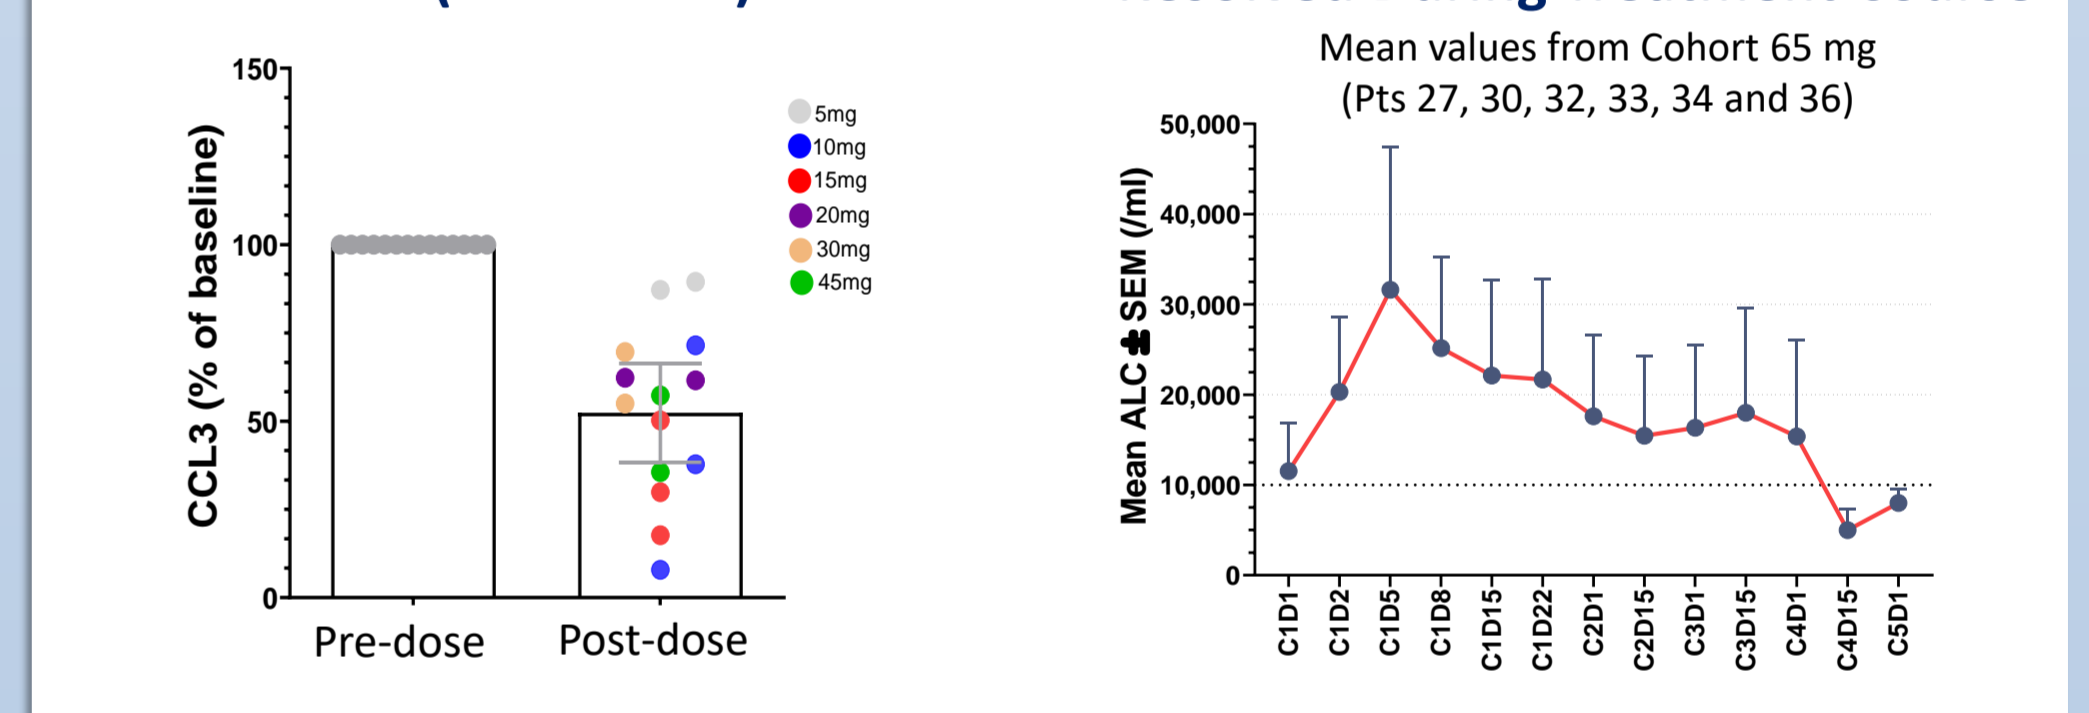 Mean values from Cohort 65 mg
(Pts 27, 30, 32, 33, 34 and 36)
CCL3 (% of baseline)
150
100
50
0
5mg
10mg
15mg
20mg
30mg
45mg
Pre-dose
Post-dose
Mean ALC ± SEM (/ml)
50,000
40,000
30,000
20,000
10,000
0
C1D1
C1D2
C1D5
C1D8
C1D15
C1D22
C2D1
C2D15
C3D1
C3D15
C4D1
C4D15
C5D1